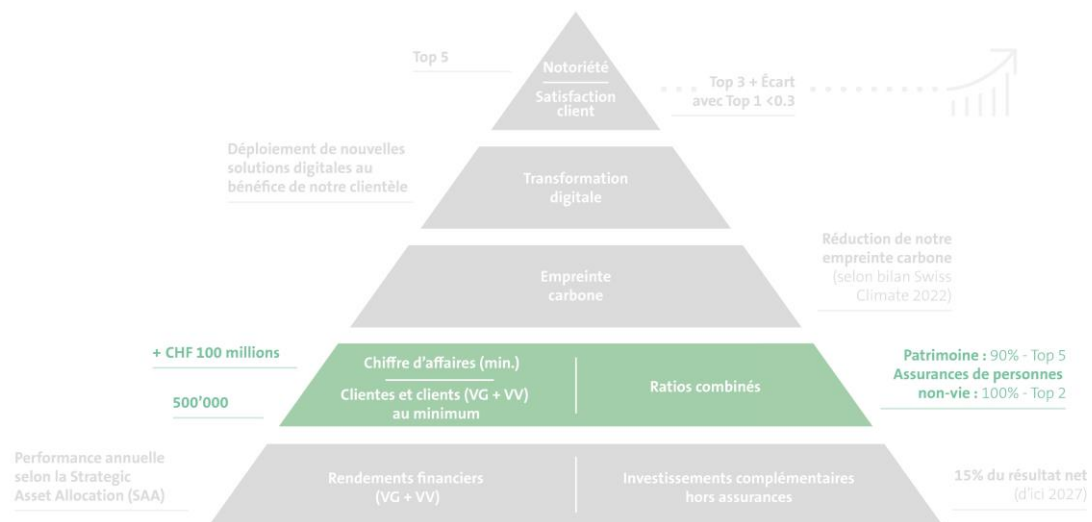 Top 5
Notoriété
Satisfaction
client
Top 3 + Écart
avec Top 1 <0.3
Déploiement de nouvelles
solutions digitales au
bénéfice de notre clientèle
Transformation
digitale
Empreinte
carbone
Réduction de notre
empreinte carbone
(selon bilan Swiss
Climate 2022)
+ CHF 100 millions
500’000
Chiffre d’affaires (min.)
Clientes et clients (VG + VV)
au minimum
Ratios combinés
Patrimoine : 90% - Top 5
Assurances de personnes
non-vie : 100% - Top 2
Performance annuelle
selon la Strategic
Asset Allocation (SAA)
Rendements financiers
(VG + VV)
Investissements complémentaires
hors assurances
15% du résultat net
(d’ici 2027)